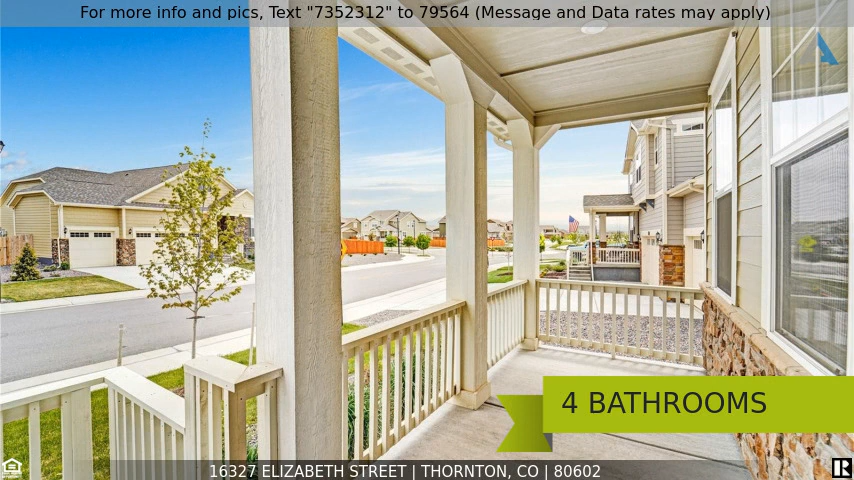 For more info and pics, Text "7352312" to 79564 (Message and Data rates may apply)
4 BATHROOMS
16327 ELIZABETH STREET | THORNTON, CO | 80602